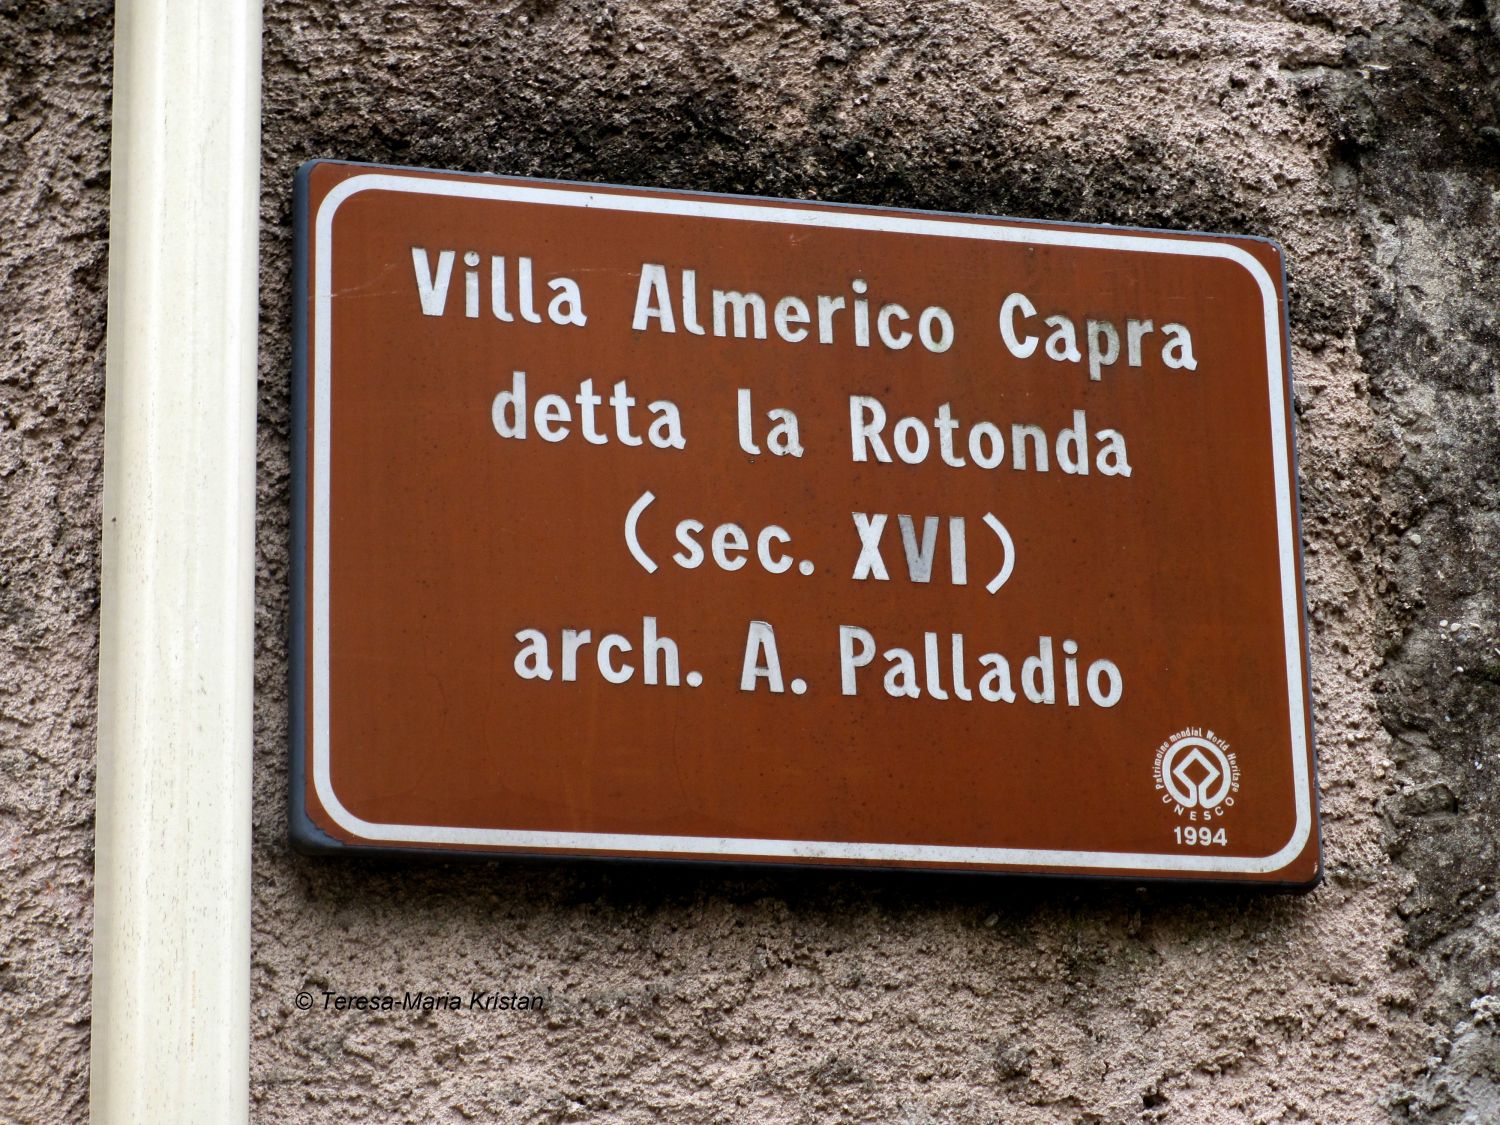 Villa Almerico Capra
detta la Rotonda
(sec. XVI)
arch. A. Palladio
Patrimoine mondial World Heritage
UNESCO
1994
© Teresa-Maria Kristan